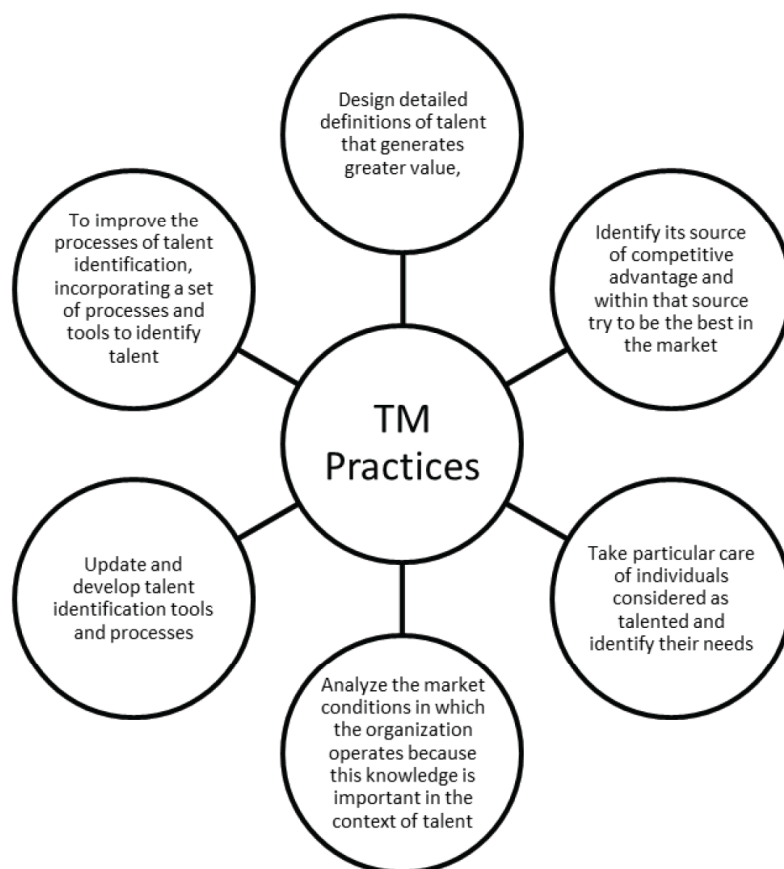 Design detailed
definitions of talent
that generates
greater value,
To improve the
processes of talent
identification,
incorporating a set
of processes and
tools to identify
talent
Identify its source
of competitive
advantage and
within that source
try to be the best in
the market
TM
Practices
Update and
develop talent
identification tools
and processes
Take particular care
of individuals
considered as
talented and
identify their needs
Analyze the market
conditions in which
the organization
operates because
this knowledge is
important in the
context of talent